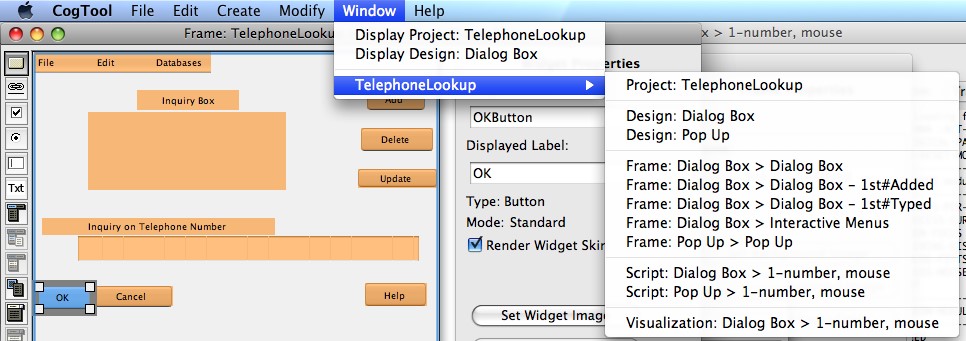 CogTool File Edit Create Modify Window Help
Frame: TelephoneLooku
> 1-number, mouse
Display Project: TelephoneLookup
Display Design: Dialog Box
TelephoneLookup
Project: TelephoneLookup
Design: Dialog Box
Design: Pop Up
Frame: Dialog Box > Dialog Box
Frame: Dialog Box > Dialog Box - 1st#Added
Frame: Dialog Box > Dialog Box - 1st#Typed
Frame: Dialog Box > Interactive Menus
Frame: Pop Up > Pop Up
Script: Dialog Box > 1-number, mouse
Script: Pop Up > 1-number, mouse
Visualization: Dialog Box > 1-number, mouse
File Edit Databases
Inquiry Box
Add
Delete
Update
Inquiry on Telephone Number
OK Cancel Help
Txt
Properties
OKButton
Displayed Label:
OK
Type: Button
Mode: Standard
Render Widget Skin
Set Widget Imag